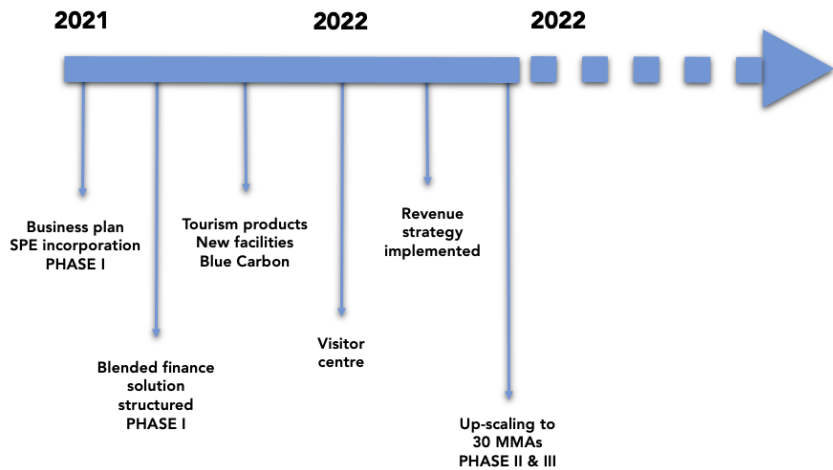 2021
2022
2022
Business plan
SPE incorporation
PHASE I
Blended finance
solution
structured
PHASE I
Tourism products
New facilities
Blue Carbon
Visitor
centre
Revenue
strategy
implemented
Up-scaling to
30 MMAs
PHASE II & III